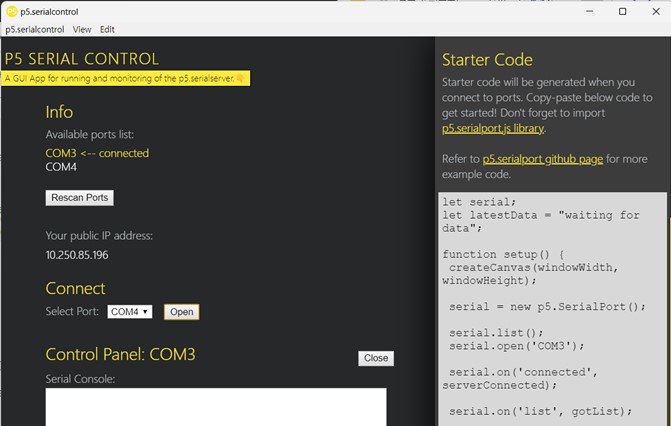 p5.serialcontrol
p5.serialcontrol View Edit
P5 SERIAL CONTROL
A GUI App for running and monitoring of the p5.serialserver.👇
Info
Available ports list:
COM3 <-- connected
COM4
Rescan Ports
Your public IP address:
10.250.85.196
Connect
Select Port: COM4 Open
Control Panel: COM3
Close
Serial Console:
Starter Code
Starter code will be generated when you
connect to ports. Copy-paste below code to
get started! Don't forget to import
p5.serialport.js library.
Refer to p5.serialport github page for more
example code.
let serial;
let latestData = "waiting for
data";
function setup() {
createCanvas(windowWidth,
windowHeight);
serial = new p5.SerialPort();
serial.list();
serial.open('COM3');
serial.on('connected',
serverConnected);
serial.on('list', gotList);